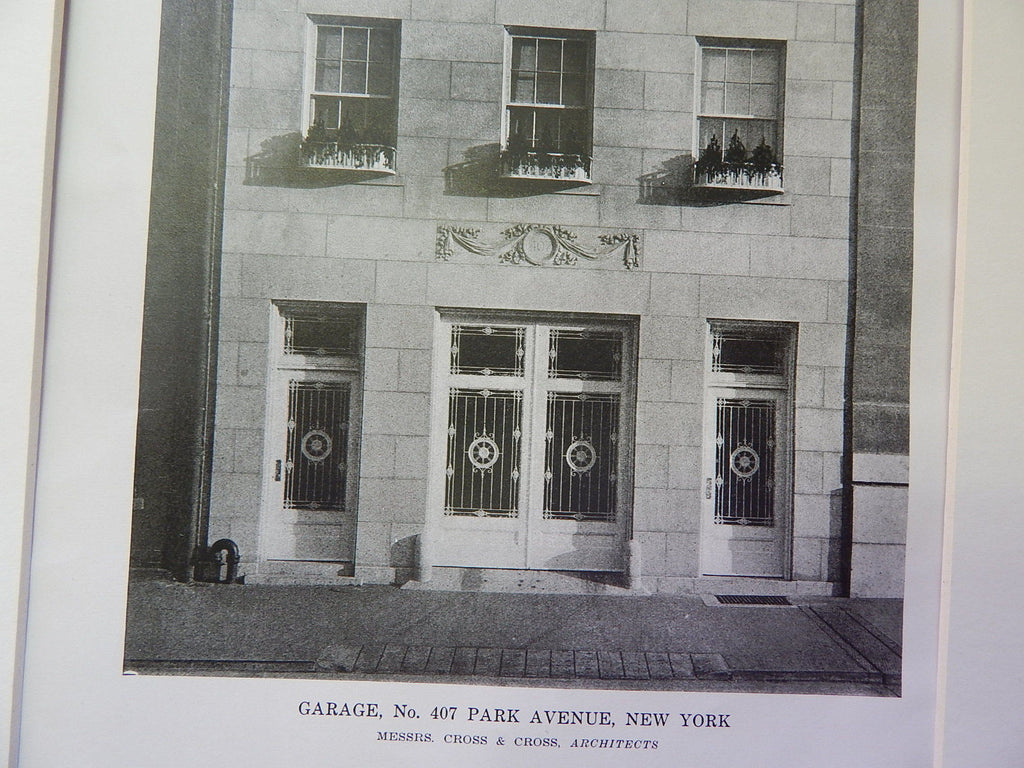 GARAGE, No. 407 PARK AVENUE, NEW YORK
MESSRS. CROSS & CROSS, ARCHITECTS